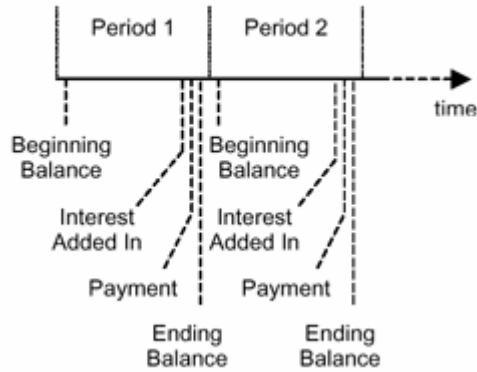 Period 1
Period 2
time
Beginning
Balance
Beginning
Balance
Interest
Added In
Interest
Added In
Payment
Payment
Ending
Balance
Ending
Balance